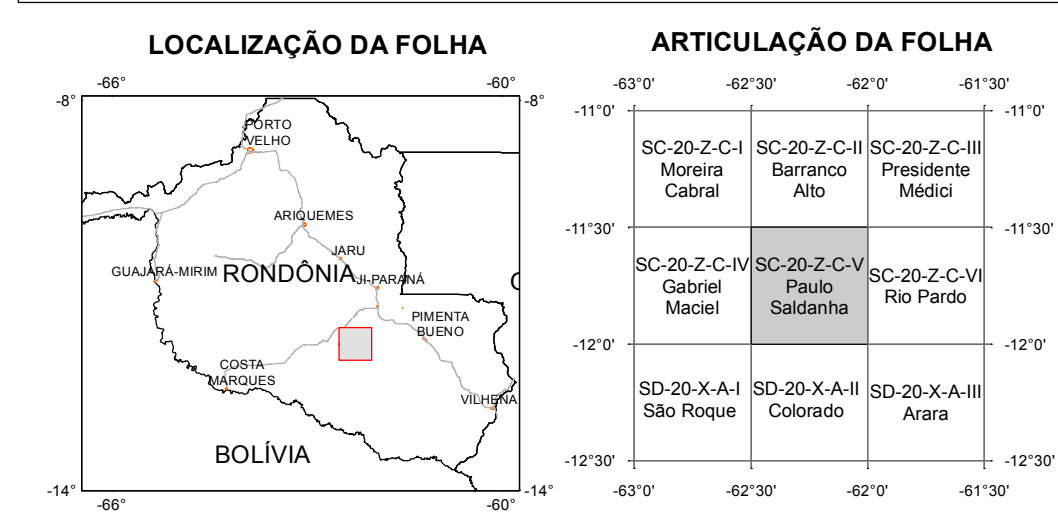 LOCALIZAÇÃO DA FOLHA
-66°
-60°
-8°
-8°
PORTO
VELHO
ARIQUEMES
JARU
GUAJARÁ-MIRIM
RONDÔNIA
JI-PARANÁ
PIMENTA
BUENO
COSTA
MARQUES
VILHENA
BOLÍVIA
-14°
-14°
-66°
-60°
ARTICULAÇÃO DA FOLHA
-63°0'
-62°30'
-62°0'
-61°30'
-11°0'
-11°0'
SC-20-Z-C-I
Moreira
Cabral
SC-20-Z-C-II
Barranco
Alto
SC-20-Z-C-III
Presidente
Médici
-11°30'
-11°30'
SC-20-Z-C-IV
Gabriel
Maciel
SC-20-Z-C-V
Paulo
Saldanha
SC-20-Z-C-VI
Rio Pardo
-12°0'
-12°0'
SD-20-X-A-I
São Roque
SD-20-X-A-II
Colorado
SD-20-X-A-III
Arara
-12°30'
-12°30'
-63°0'
-62°30'
-62°0'
-61°30'